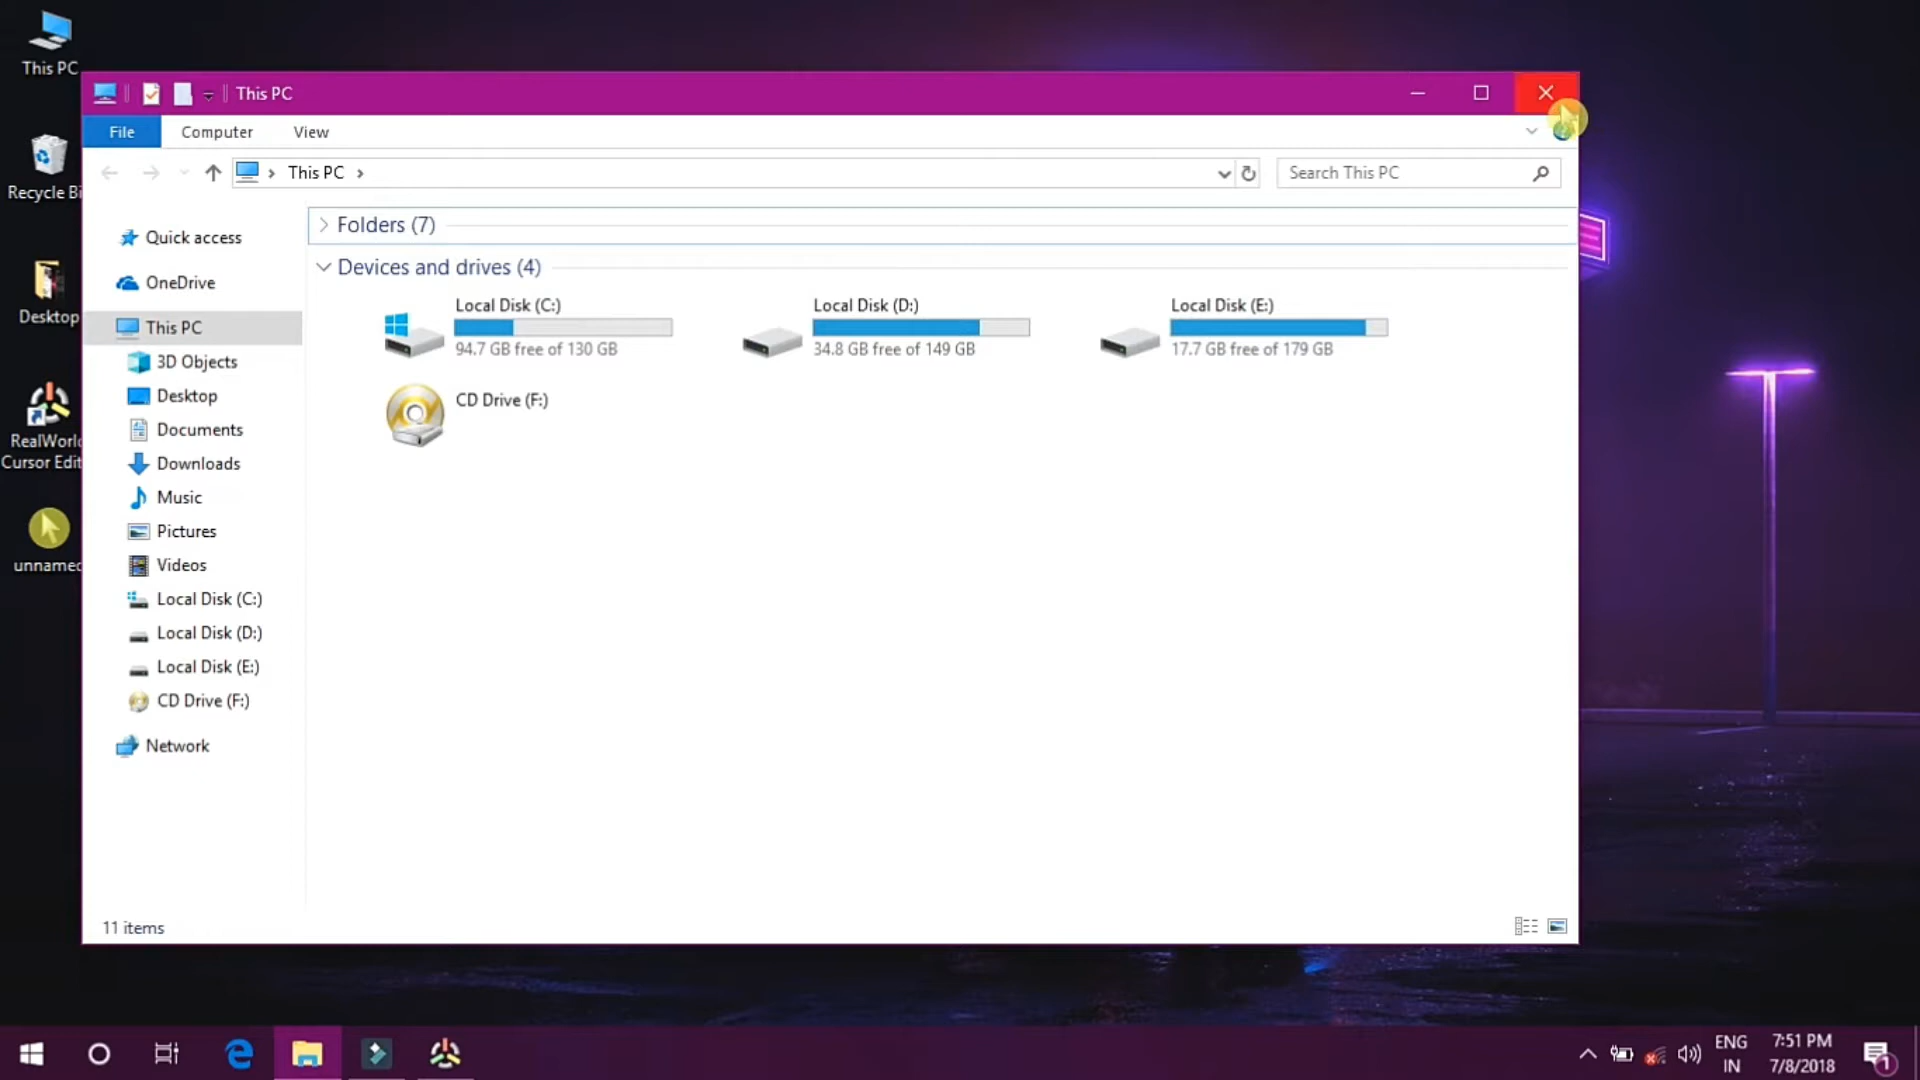 This PC
Recycle Bi
Desktop
RealWorld
Cursor Edit
unnamed
This PC
File
Computer
View
This PC
Search This PC
Quick access
OneDrive
This PC
3D Objects
Desktop
Documents
Downloads
Music
Pictures
Videos
Local Disk (C:)
Local Disk (D:)
Local Disk (E:)
CD Drive (F:)
Network
Folders (7)
Devices and drives (4)
Local Disk (C:)
94.7 GB free of 130 GB
Local Disk (D:)
34.8 GB free of 149 GB
Local Disk (E:)
17.7 GB free of 179 GB
CD Drive (F:)
11 items
ENG
IN
7:51 PM
7/8/2018
1